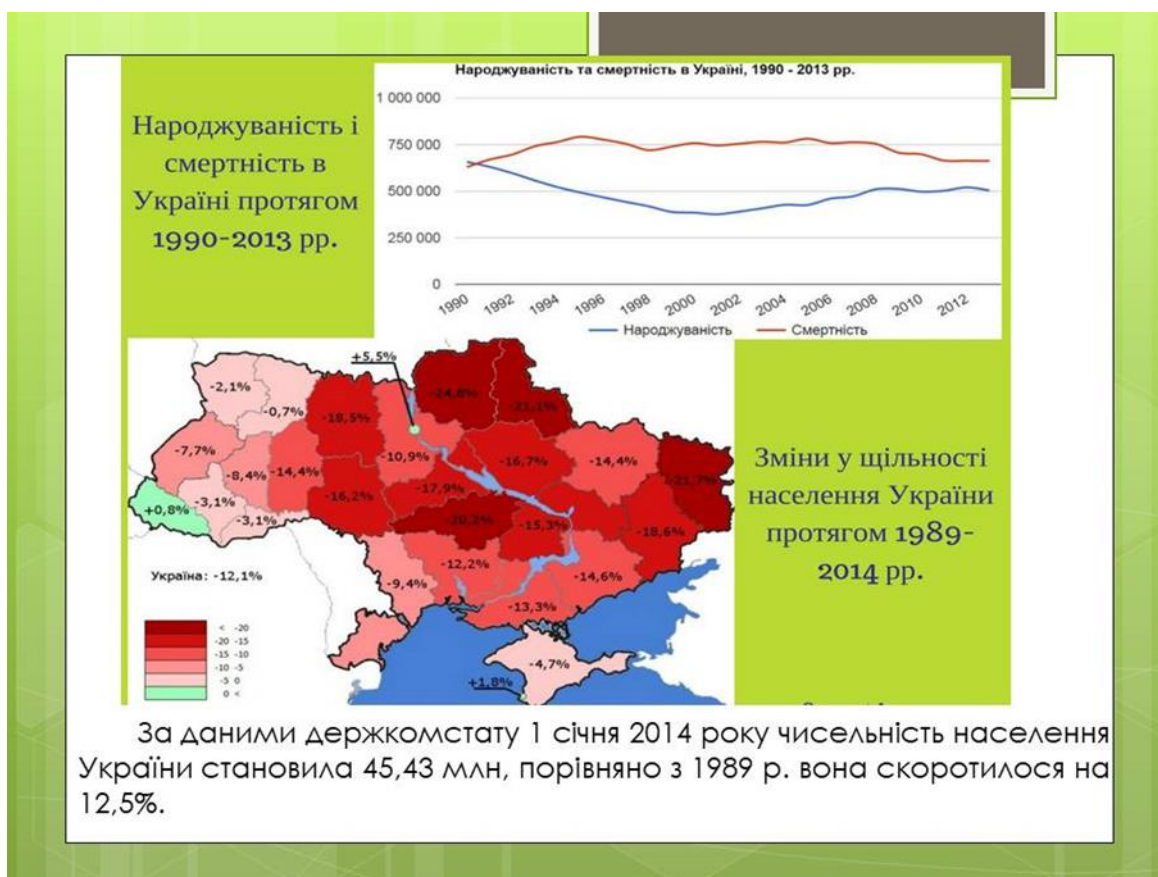 Народжуваність і
смертність в
Україні протягом
1990-2013 рр.
Народжуваність та смертність в Україні, 1990 - 2013 рр.
1 000 000
750 000
500 000
250 000
0
1990 1992 1994 1996 1998 2000 2002 2004 2006 2008 2010 2012
Народжуваність Смертність
+5,5%
-2,1%
-0,7%
-18,5%
-24,8%
-21,1%
-7,7%
-8,4%
-14,4%
-10,9%
-16,7%
-14,4%
-21,7%
+0,8%
-3,1%
-3,1%
-16,2%
-17,9%
-20,2%
-15,3%
-18,6%
-9,4%
-12,2%
-14,6%
-13,3%
-4,7%
+1,8%
Україна: -12,1%
< -20
-20 -15
-15 -10
-10 -5
-5 0
0 <
Зміни у щільності
населення України
протягом 1989-
2014 рр.
За даними держкомстату 1 січня 2014 року чисельність населення
України становила 45,43 млн, порівняно з 1989 р. вона скоротилося на
12,5%.